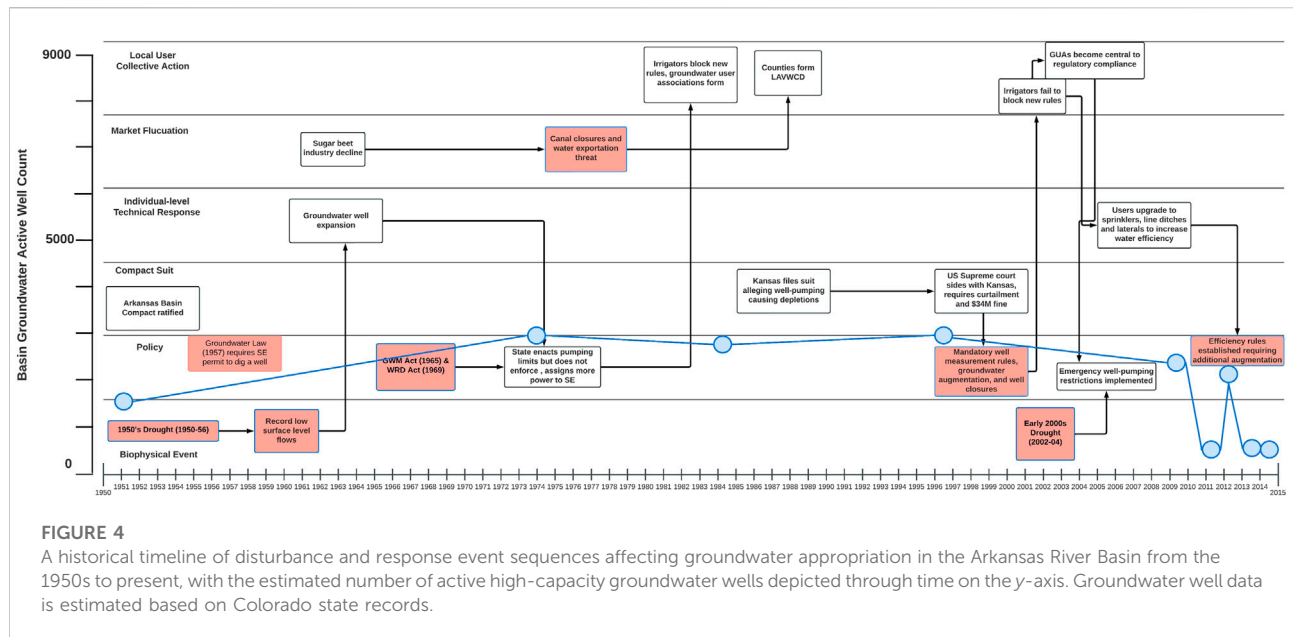 Basin Groundwater Active Well Count
9000
5000
0
Local User
Collective Action
Irrigators block new
rules, groundwater user
associations form
Counties form
LAVWCD
GUAs become central to
regulatory compliance
Irrigators fail to
block new rules
Market Flucuation
Sugar beet
industry decline
Canal closures and
water exportation
threat
Individual-level
Technical Response
Groundwater well
expansion
Users upgrade to
sprinklers, line ditches
and laterals to increase
water efficiency
Compact Suit
Arkansas Basin
Compact ratified
Kansas files suit
alleging well-pumping
causing depletions
US Supreme court
sides with Kansas,
requires curtailment
and $34M fine
Policy
Groundwater Law
(1957) requires SE
permit to dig a well
GWM Act (1965) &
WRD Act (1969)
State enacts pumping
limits but does not
enforce , assigns more
power to SE
Mandatory well
measurement rules,
groundwater
augmentation, and well
closures
Emergency well-pumping
restrictions implemented
Efficiency rules
established requiring
additional augmentation
1950's Drought (1950-56)
Record low
surface level
flows
Early 2000s
Drought
(2002-04)
Biophysical Event
1950 1951 1952 1953 1954 1955 1956 1957 1958 1959 1960 1961 1962 1963 1964 1965 1966 1967 1968 1969 1970 1971 1972 1973 1974 1975 1976 1977 1978 1979 1980 1981 1982 1983 1984 1985 1986 1987 1988 1989 1990 1991 1992 1993 1994 1995 1996 1997 1998 1999 2000 2001 2002 2003 2004 2005 2006 2007 2008 2009 2010 2011 2012 2013 2014 2015
FIGURE 4
A historical timeline of disturbance and response event sequences affecting groundwater appropriation in the Arkansas River Basin from the
1950s to present, with the estimated number of active high-capacity groundwater wells depicted through time on the y-axis. Groundwater well data
is estimated based on Colorado state records.